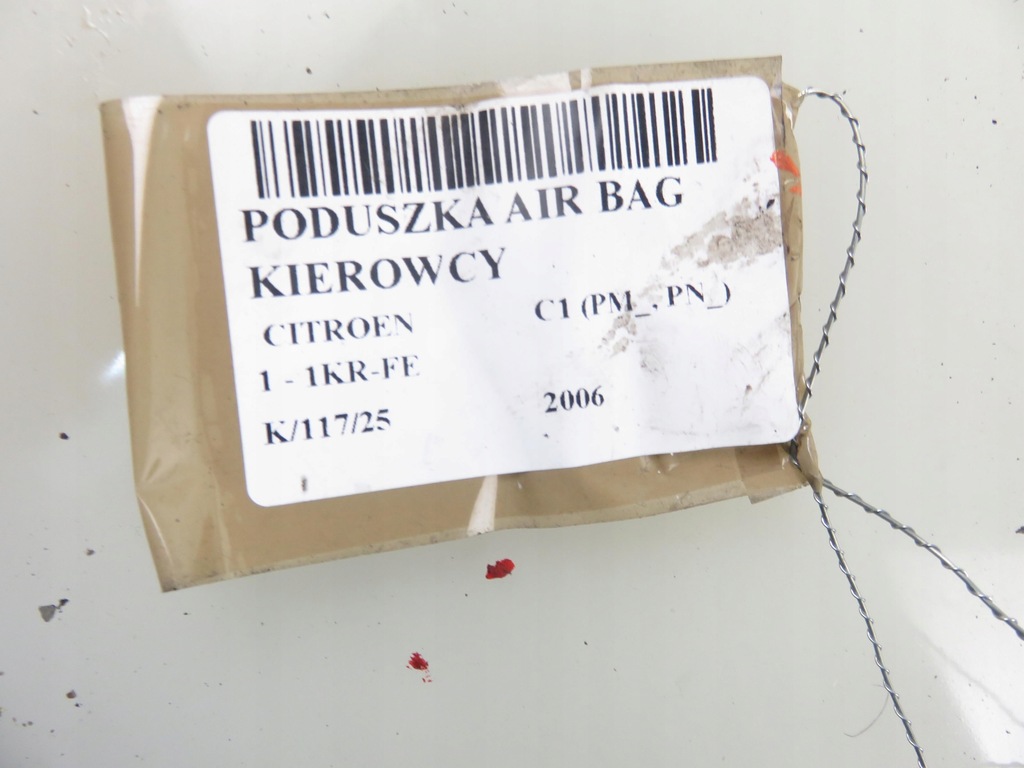 PODUSZKA AIR BAG
KIEROWCY
CITROEN C1 (PM_, PN_)
1 - 1KR-FE
K/117/25 2006